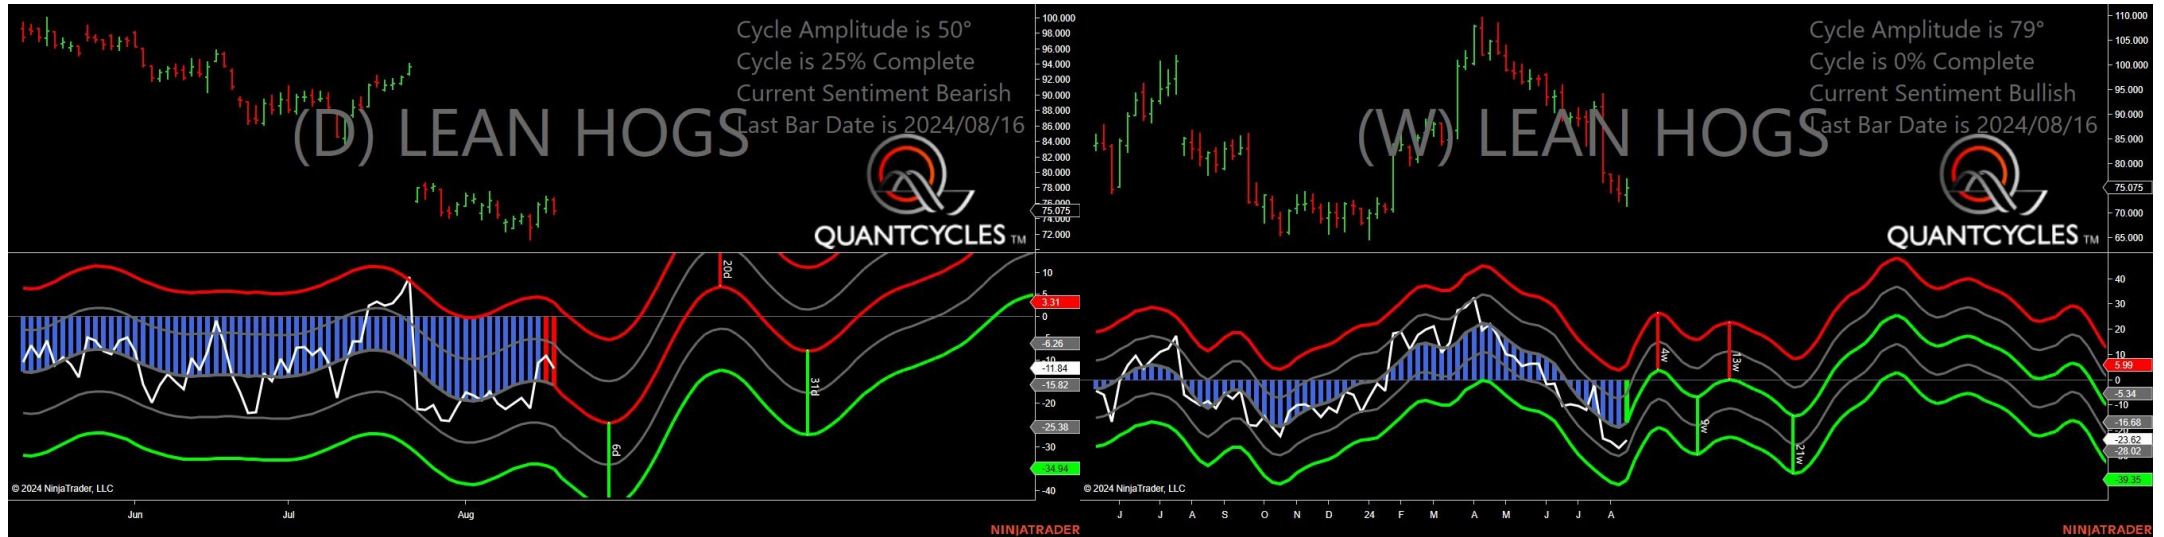 Cycle Amplitude is 50°
Cycle is 25% Complete
Current Sentiment Bearish
Last Bar Date is 2024/08/16
(D) LEAN HOGS
QUANTCYCLES TM
100.000
98.000
96.000
94.000
92.000
90.000
88.000
86.000
84.000
82.000
80.000
78.000
76.000
75.075
74.000
72.000
20d
6d
31d
10
5
3.31
0
-6.26
-10
-11.84
-15.82
-20
-25.38
-30
-34.94
-40
© 2024 NinjaTrader, LLC
Jun
Jul
Aug
NINJATRADER
Cycle Amplitude is 79°
Cycle is 0% Complete
Current Sentiment Bullish
Last Bar Date is 2024/08/16
(W) LEAN HOGS
QUANTCYCLES TM
110.000
105.000
100.000
95.000
90.000
85.000
80.000
75.075
70.000
65.000
4w
13w
9w
21w
40
30
20
10
5.99
0
-5.34
-10
-16.68
-23.62
-28.02
-39.35
© 2024 NinjaTrader, LLC
J J A S O N D 24 F M A M J J A
NINJATRADER